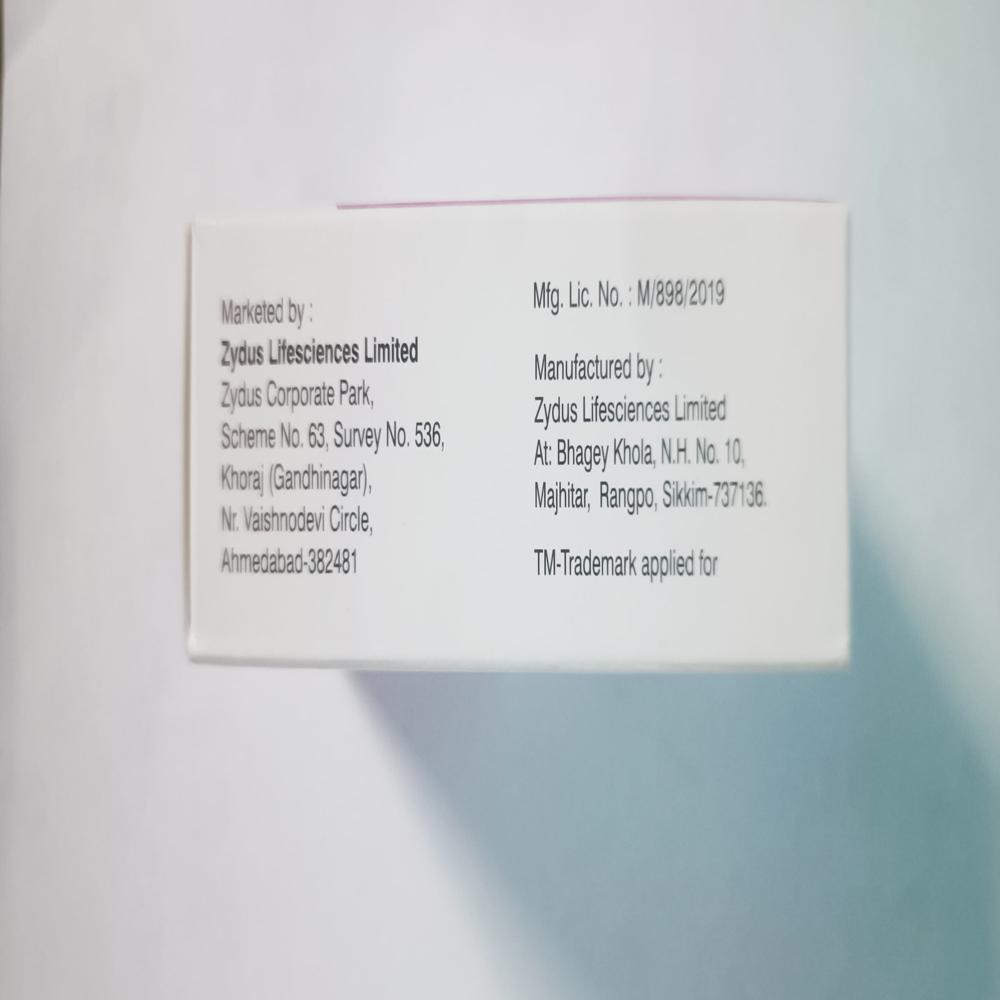 Marketed by :
Zydus Lifesciences Limited
Zydus Corporate Park,
Scheme No. 63, Survey No. 536,
Khoraj (Gandhinagar),
Nr. Vaishnodevi Circle,
Ahmedabad-382481
Mfg. Lic. No. : M/898/2019
Manufactured by :
Zydus Lifesciences Limited
At: Bhagey Khola, N.H. No. 10,
Majhitar, Rangpo, Sikkim-737136.
TM-Trademark applied for